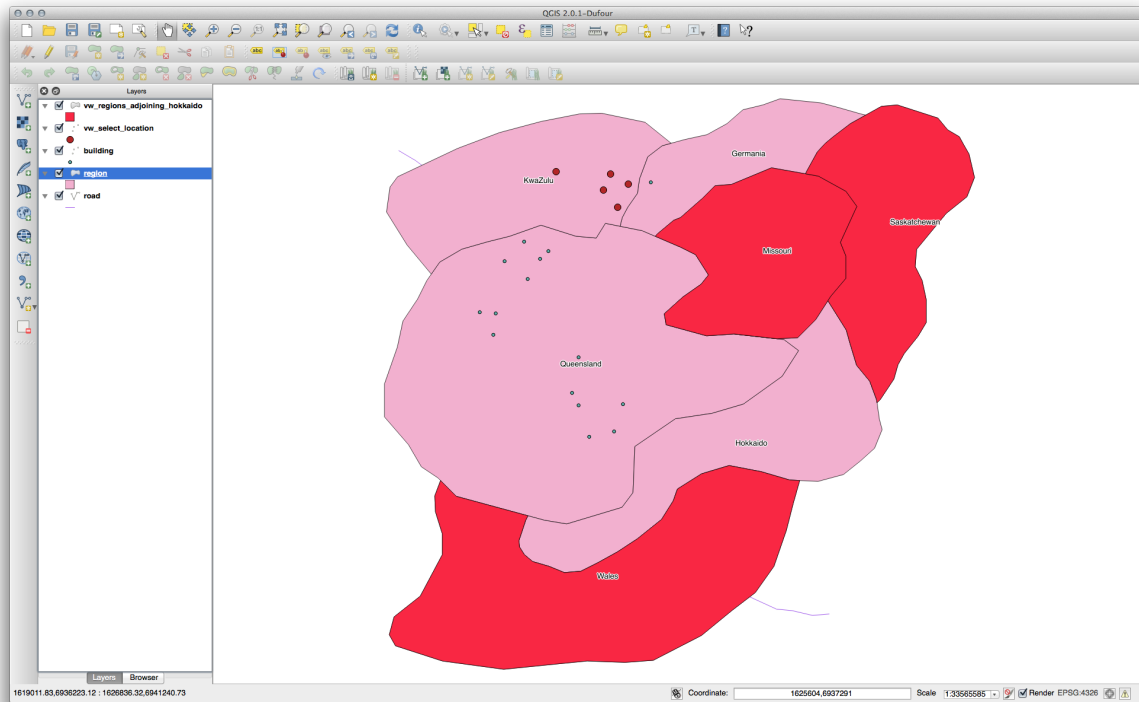 QGIS 2.0.1-Dufour
Layers
vw_regions_adjoining_hokkaido
vw_select_location
building
region
road
Germania
KwaZulu
Saskatchewan
Missouri
Queensland
Hokkaido
Wales
Layers
Browser
1619011.83,6936223.12 : 1626836.32,6941240.73
Coordinate:
1625604,6937291
Scale
1:33565585
Render
EPSG:4326